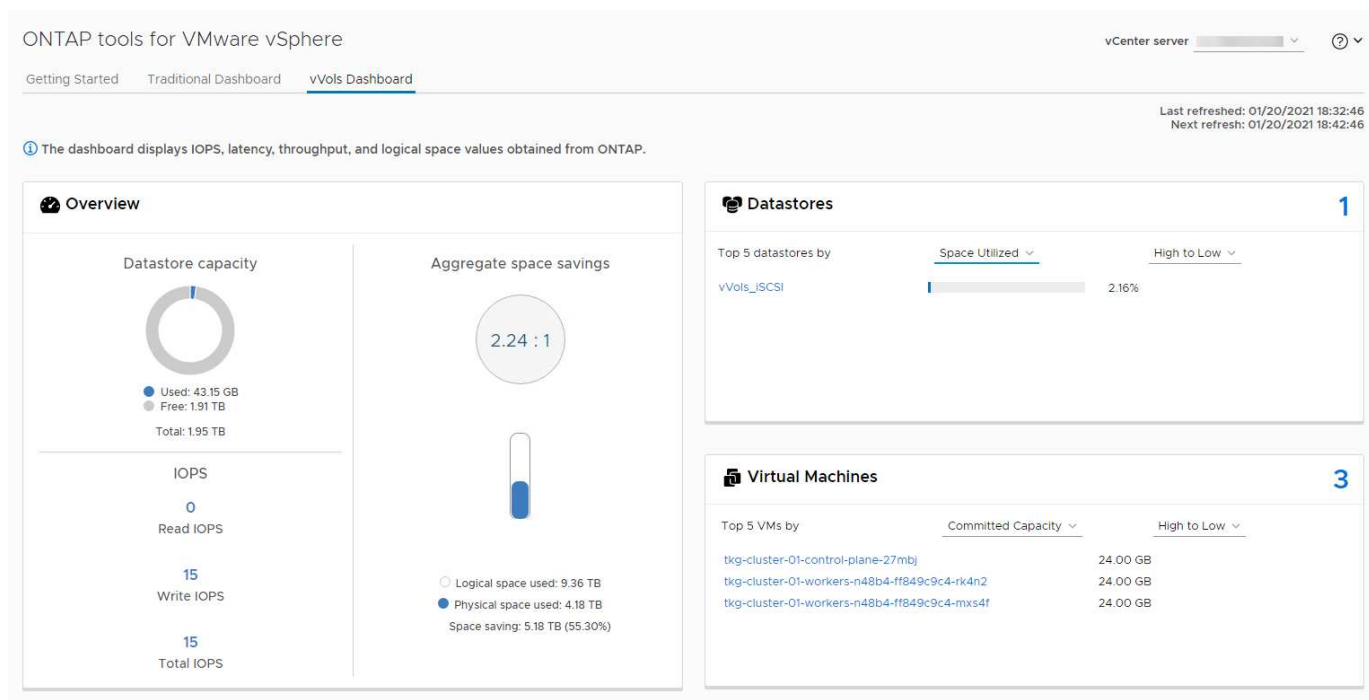 ONTAP tools for VMware vSphere
vCenter server
Getting Started Traditional Dashboard vVols Dashboard
Last refreshed: 01/20/2021 18:32:46
Next refresh: 01/20/2021 18:42:46
The dashboard displays IOPS, latency, throughput, and logical space values obtained from ONTAP.
Overview
Datastore capacity
Used: 43.15 GB
Free: 1.91 TB
Total: 1.95 TB
IOPS
0
Read IOPS
15
Write IOPS
15
Total IOPS
Aggregate space savings
2.24 : 1
Logical space used: 9.36 TB
Physical space used: 4.18 TB
Space saving: 5.18 TB (55.30%)
Datastores 1
Top 5 datastores by Space Utilized High to Low
vVols_iSCSI 2.16%
Virtual Machines 3
Top 5 VMs by Committed Capacity High to Low
tkg-cluster-01-control-plane-27mbj 24.00 GB
tkg-cluster-01-workers-n48b4-ff849c9c4-rk4n2 24.00 GB
tkg-cluster-01-workers-n48b4-ff849c9c4-mxs4f 24.00 GB